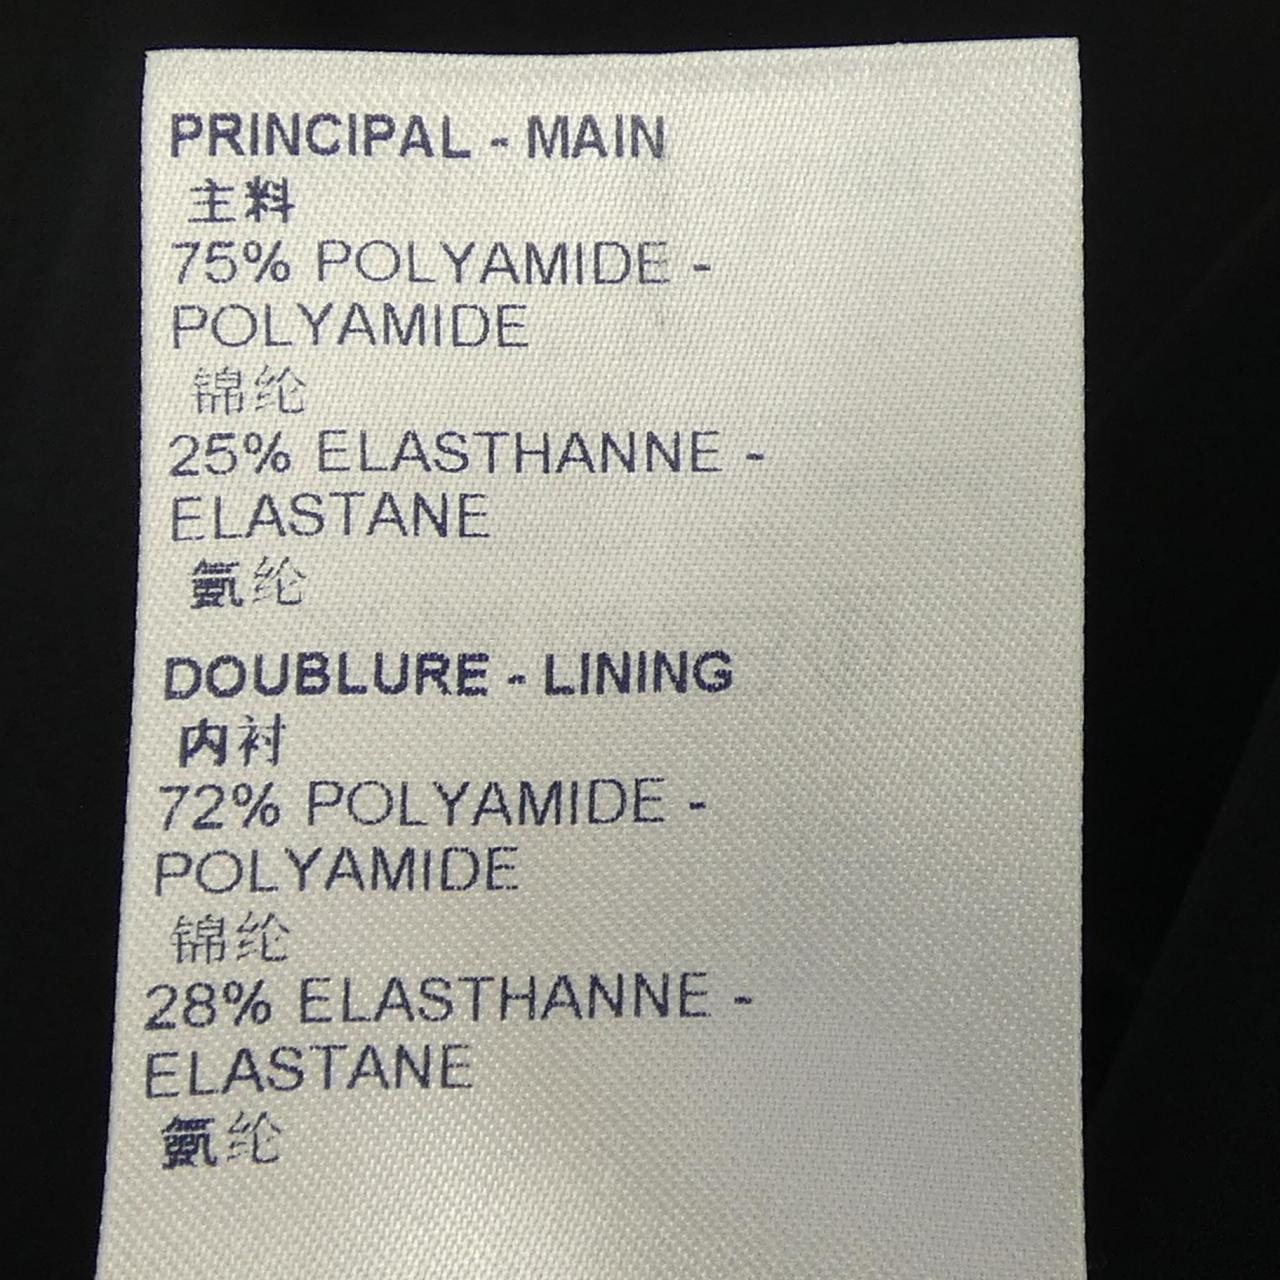 PRINCIPAL - MAIN
主料
75% POLYAMIDE -
POLYAMIDE
锦纶
25% ELASTHANNE -
ELASTANE
氨纶
DOUBLURE - LINING
内衬
72% POLYAMIDE -
POLYAMIDE
锦纶
28% ELASTHANNE -
ELASTANE
氨纶